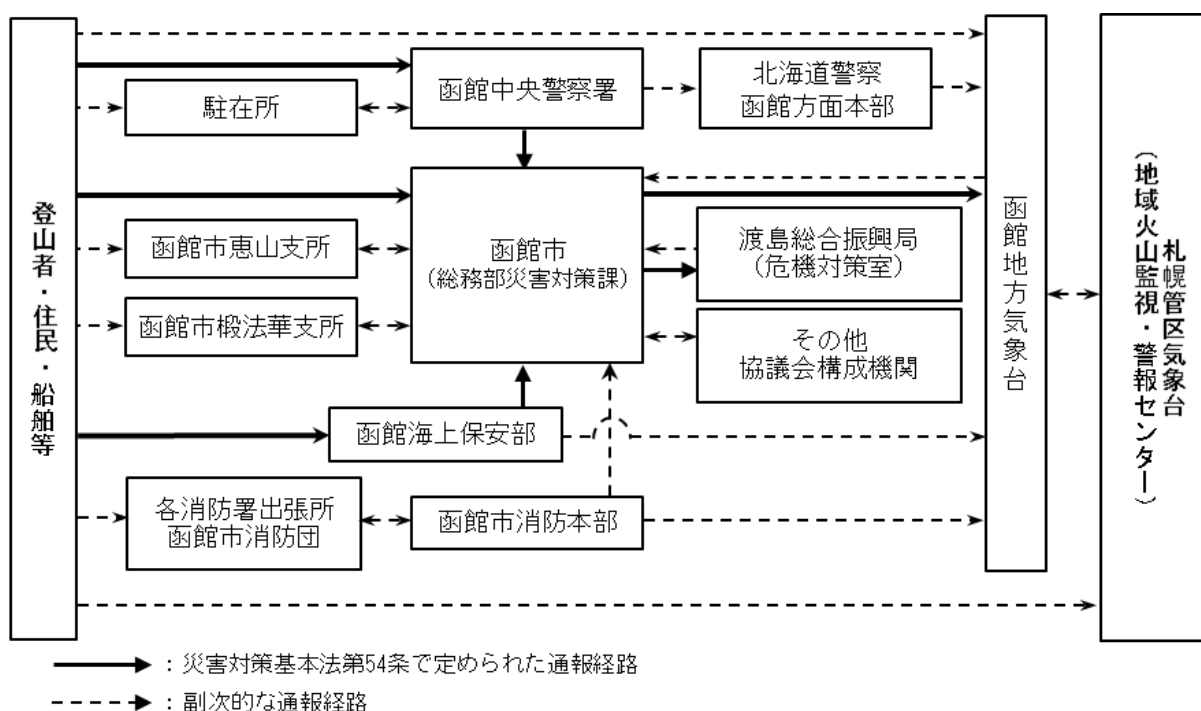 登山者・住民・船舶等
駐在所
函館中央警察署
北海道警察
函館方面本部
函館市恵山支所
函館市椴法華支所
函館市
(総務部災害対策課)
渡島総合振興局
(危機対策室)
その他
協議会構成機関
函館海上保安部
各消防署出張所
函館市消防団
函館市消防本部
函館地方気象台
札幌管区気象台
(地域火山監視・警報センター)
：災害対策基本法第54条で定められた通報経路
：副次的な通報経路